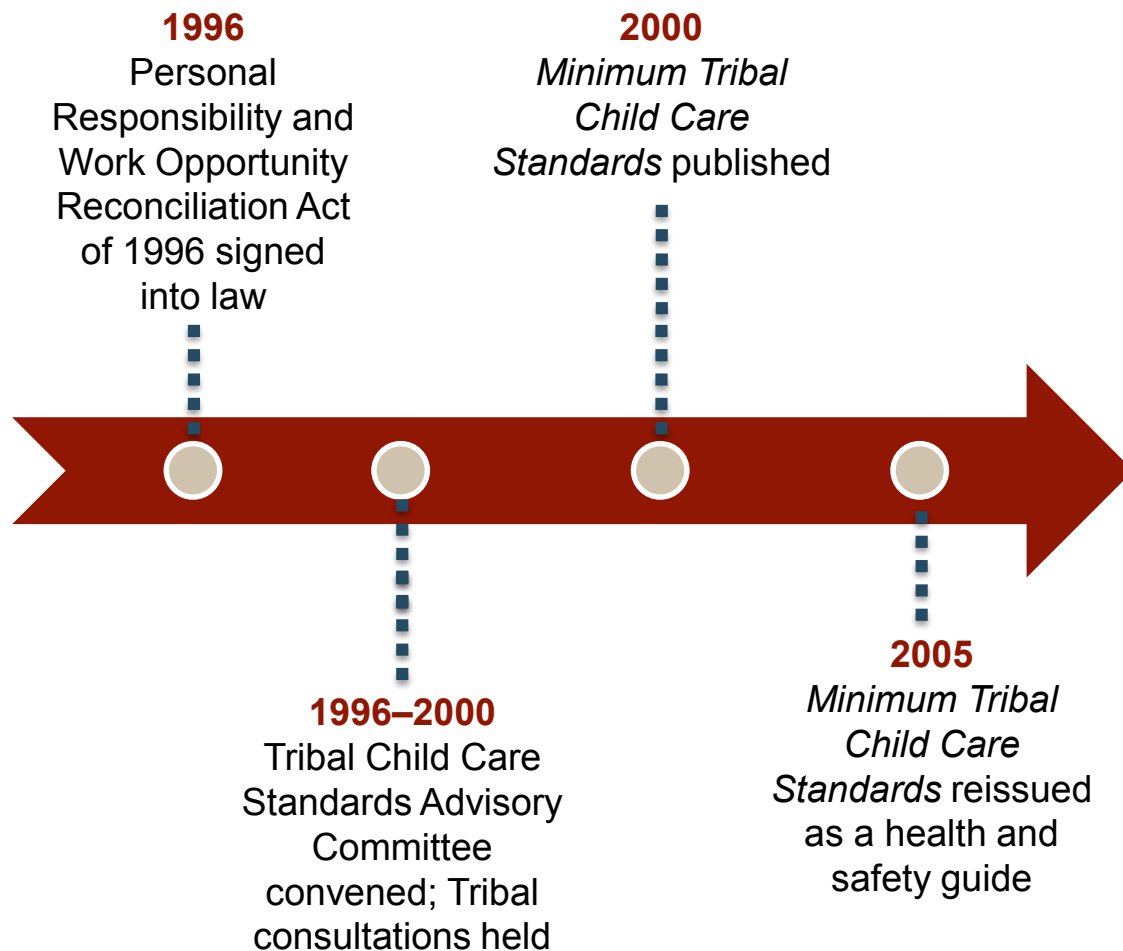 1996
Personal
Responsibility and
Work Opportunity
Reconciliation Act
of 1996 signed
into law
1996–2000
Tribal Child Care
Standards Advisory
Committee
convened; Tribal
consultations held
2000
Minimum Tribal
Child Care
Standards published
2005
Minimum Tribal
Child Care
Standards reissued
as a health and
safety guide